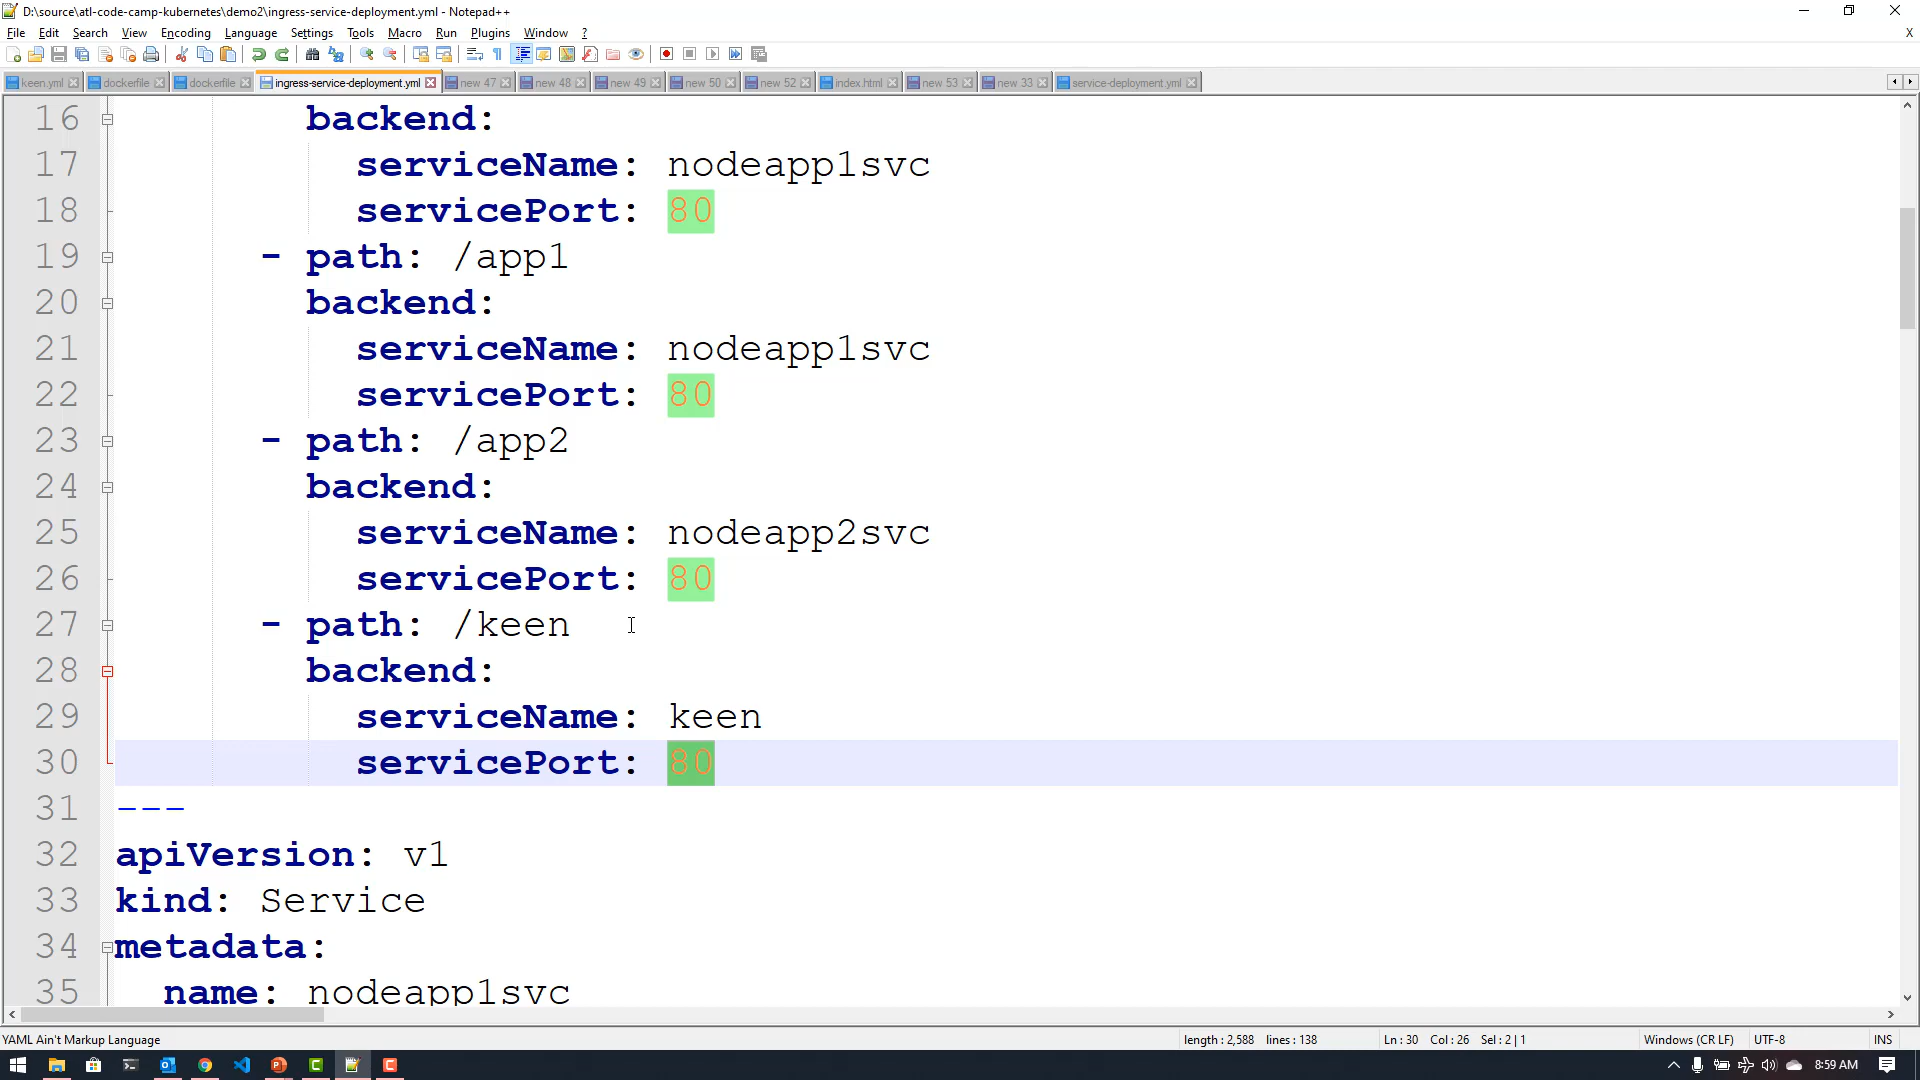 D:\source\atl-code-camp-kubernetes\demo2\ingress-service-deployment.yml - Notepad++
File Edit Search View Encoding Language Settings Tools Macro Run Plugins Window ? X
keen.yml dockerfile dockerfile ingress-service-deployment.yml new 47 new 48 new 49 new 50 new 52 index.html new 53 new 33 service-deployment.yml
16 backend:
17 serviceName: nodeapp1svc
18 servicePort: 80
19 - path: /app1
20 backend:
21 serviceName: nodeapp1svc
22 servicePort: 80
23 - path: /app2
24 backend:
25 serviceName: nodeapp2svc
26 servicePort: 80
27 - path: /keen
28 backend:
29 serviceName: keen
30 servicePort: 80
31 ---
32 apiVersion: v1
33 kind: Service
34 metadata:
35 name: nodeapp1svc
YAML Ain't Markup Language length : 2,588 lines : 138 Ln : 30 Col : 26 Sel : 2 | 1 Windows (CR LF) UTF-8 INS
8:59 AM